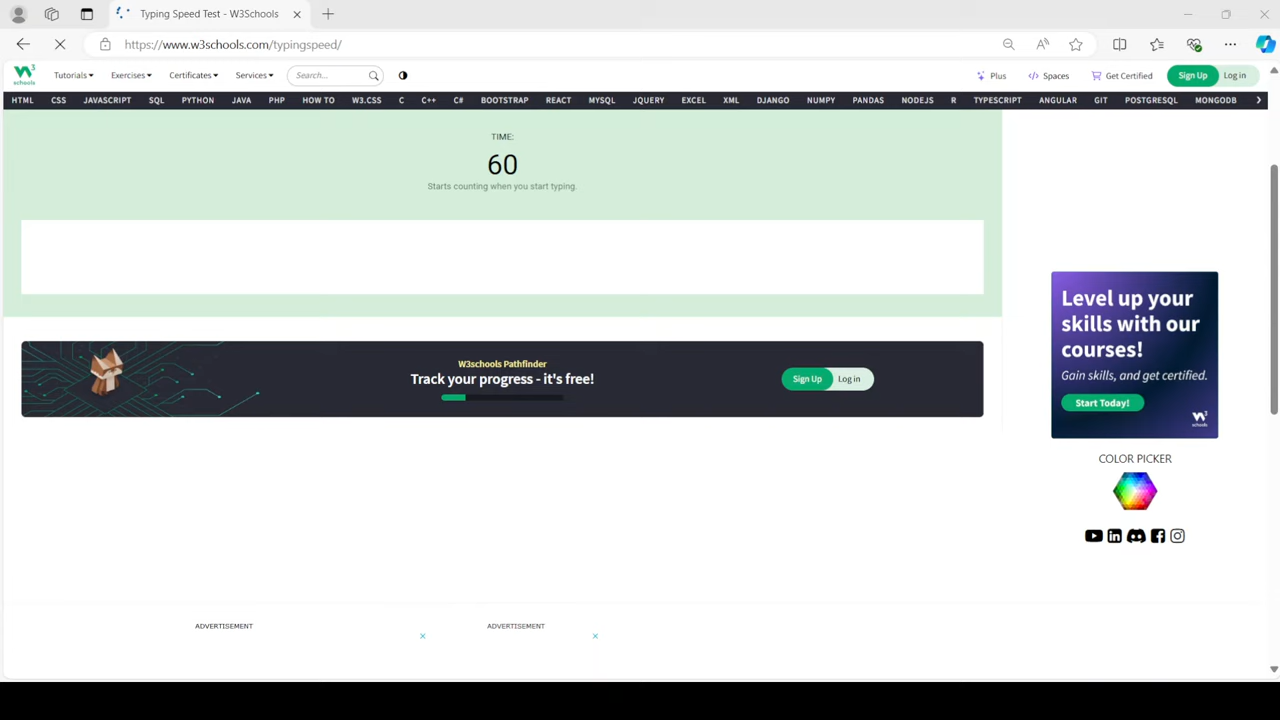 Typing Speed Test - W3Schools
https://www.w3schools.com/typingspeed/
W3 schools Tutorials Exercises Certificates Services Search... Plus Spaces Get Certified Sign Up Log in
HTML CSS JAVASCRIPT SQL PYTHON JAVA PHP HOW TO W3.CSS C C++ C# BOOTSTRAP REACT MYSQL JQUERY EXCEL XML DJANGO NUMPY PANDAS NODEJS R TYPESCRIPT ANGULAR GIT POSTGRESQL MONGODB
TIME:
60
Starts counting when you start typing.
W3schools Pathfinder
Track your progress - it's free!
Sign Up Log in
Level up your
skills with our
courses!
Gain skills, and get certified.
Start Today!
W3 schools
COLOR PICKER
ADVERTISEMENT ADVERTISEMENT